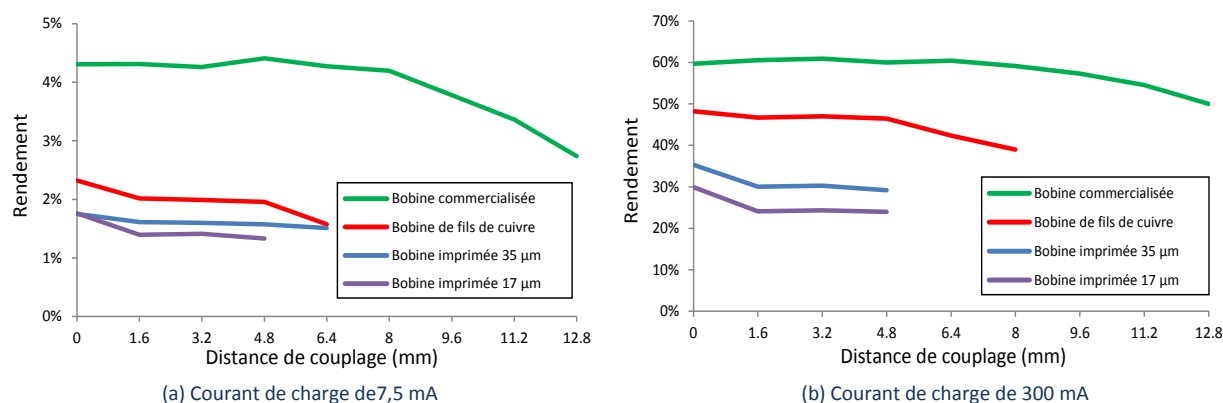 5%
4%
3%
2%
1%
0%
Rendement
0 1.6 3.2 4.8 6.4 8 9.6 11.2 12.8
Distance de couplage (mm)
Bobine commercialisée
Bobine de fils de cuivre
Bobine imprimée 35 µm
Bobine imprimée 17 µm
(a) Courant de charge de7,5 mA
70%
60%
50%
40%
30%
20%
10%
0%
Rendement
0 1.6 3.2 4.8 6.4 8 9.6 11.2 12.8
Distance de couplage (mm)
Bobine commercialisée
Bobine de fils de cuivre
Bobine imprimée 35 µm
Bobine imprimée 17 µm
(b) Courant de charge de 300 mA